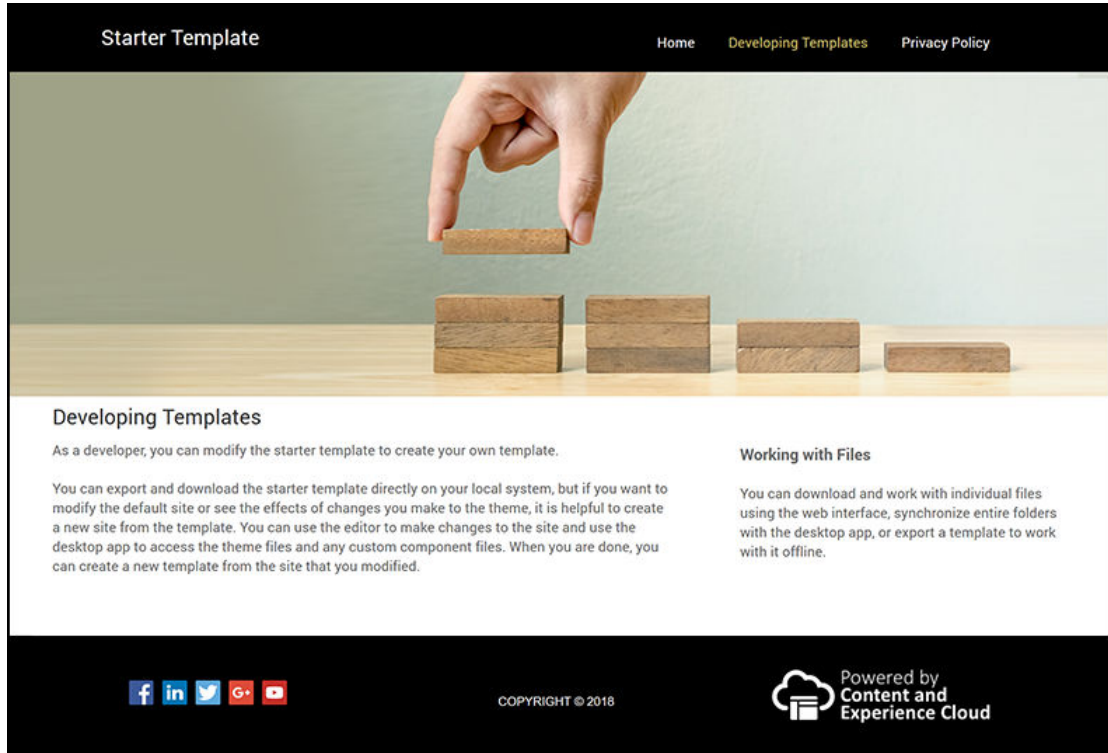 Starter Template
Home Developing Templates Privacy Policy
Developing Templates
As a developer, you can modify the starter template to create your own template.
You can export and download the starter template directly on your local system, but if you want to
modify the default site or see the effects of changes you make to the theme, it is helpful to create
a new site from the template. You can use the editor to make changes to the site and use the
desktop app to access the theme files and any custom component files. When you are done, you
can create a new template from the site that you modified.
Working with Files
You can download and work with individual files
using the web interface, synchronize entire folders
with the desktop app, or export a template to work
with it offline.
f in G+
COPYRIGHT © 2018
Powered by
Content and
Experience Cloud